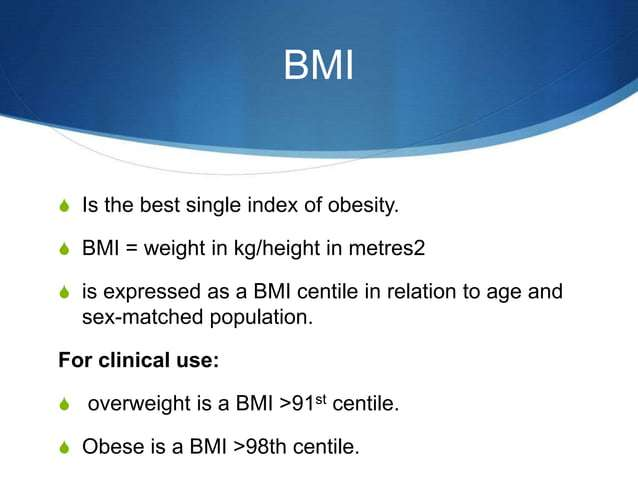 BMI
Is the best single index of obesity.
BMI = weight in kg/height in metres2
is expressed as a BMI centile in relation to age and
sex-matched population.
For clinical use:
overweight is a BMI >91st centile.
Obese is a BMI >98th centile.